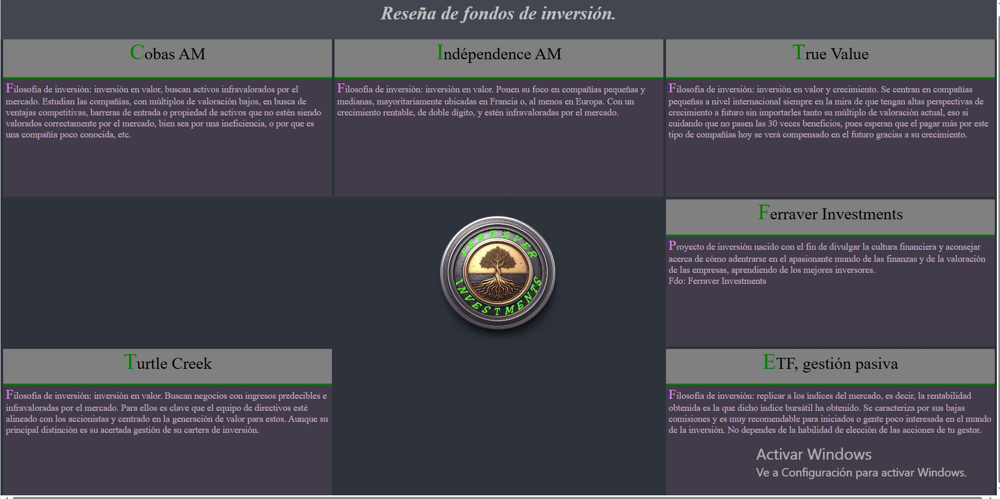 Reseña de fondos de inversión.
Cobas AM
Filosofía de inversión: inversión en valor, buscan activos infravalorados por el
mercado. Estudian las compañías, con múltiplos de valoración bajos, en busca de
ventajas competitivas, barreras de entrada o propiedad de activos que no estén siendo
valorados correctamente por el mercado, bien sea por una ineficiencia, o por que es
una compañía poco conocida, etc.
Indépendence AM
Filosofía de inversión: inversión en valor. Ponen su foco en compañías pequeñas y
medianas, mayoritariamente ubicadas en Francia o, al menos en Europa. Con un
crecimiento rentable, de doble dígito, y estén infravaloradas por el mercado.
True Value
Filosofía de inversión: inversión en valor y crecimiento. Se centran en compañías
pequeñas a nivel internacional siempre en la mira de que tengan altas perspectivas de
crecimiento a futuro sin importarles tanto su múltiplo de valoración actual, eso si
cuidando que no pasen las 30 veces beneficios, pues esperan que el pagar más por este
tipo de compañías hoy se verá compensado en el futuro gracias a su crecimiento.
FERRAVER
INVESTMENTS
Ferraver Investments
Proyecto de inversión nacido con el fin de divulgar la cultura financiera y aconsejar
acerca de cómo adentrarse en el apasionante mundo de las finanzas y de la valoración
de las empresas, aprendiendo de los mejores inversores.
Fdo: Ferraver Investments
Turtle Creek
Filosofía de inversión: inversión en valor. Buscan negocios con ingresos predecibles e
infravaloradas por el mercado. Para ellos es clave que el equipo de directivos esté
alineado con los accionistas y centrado en la generación de valor para estos. Aunque su
principal distinción es su acertada gestión de su cartera de inversión.
ETF, gestión pasiva
Filosofía de inversión: replicar a los índices del mercado, es decir, la rentabilidad
obtenida es la que dicho índice bursátil ha obtenido. Se caracteriza por sus bajas
comisiones y es muy recomendable para iniciados o gente poco interesada en el mundo
de la inversión. No dependes de la habilidad de elección de las acciones de tu gestor.
Activar Windows
Ve a Configuración para activar Windows.